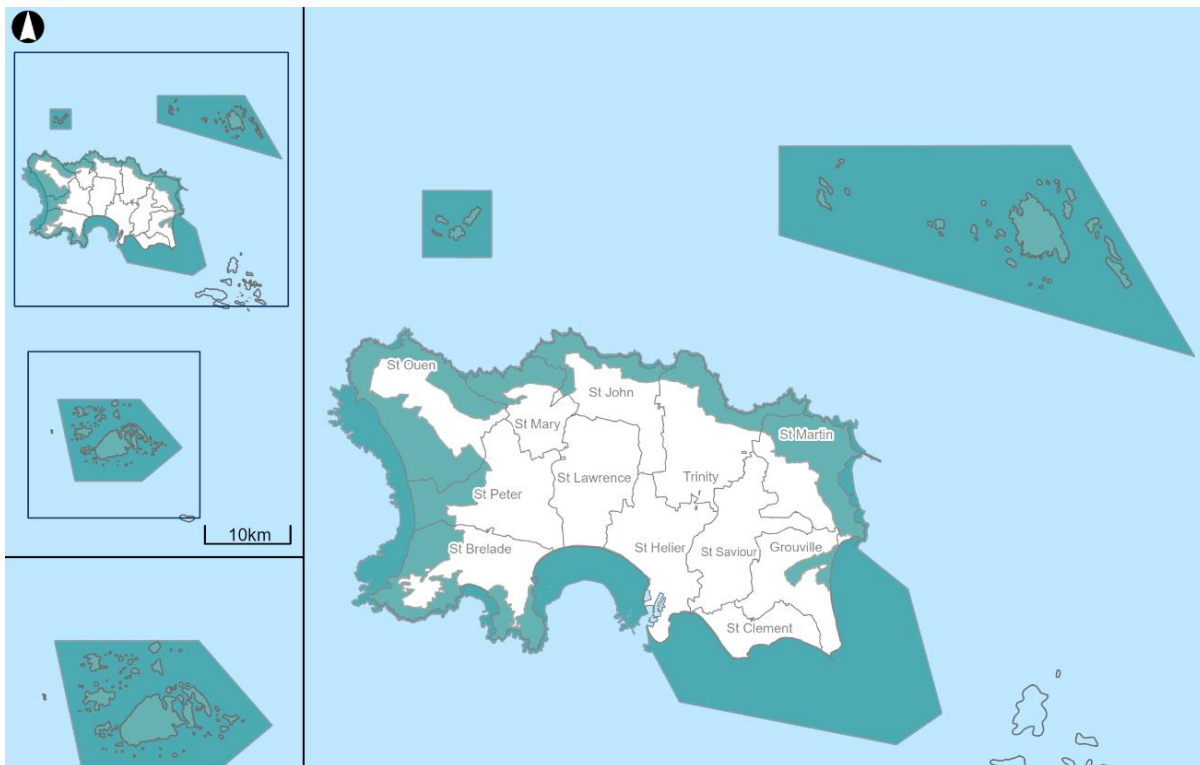 10km
St Ouen
St John
St Mary
St Martin
St Lawrence
Trinity
St Peter
St Brelade
St Helier
St Saviour
Grouville
St Clement